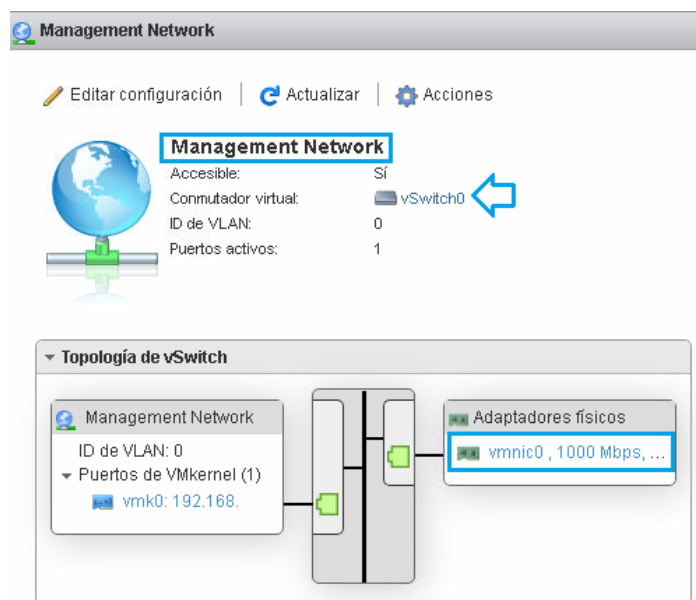 Management Network
Editar configuración
Actualizar
Acciones
Management Network
Accesible: Sí
Conmutador virtual: vSwitch0
ID de VLAN: 0
Puertos activos: 1
Topología de vSwitch
Management Network
ID de VLAN: 0
Puertos de VMkernel (1)
vmk0: 192.168.
Adaptadores físicos
vmnic0 , 1000 Mbps, ...